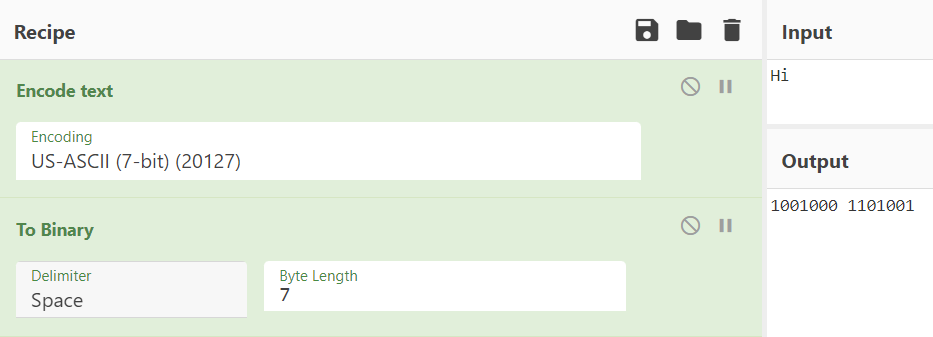 Recipe
Encode text
Encoding
US-ASCII (7-bit) (20127)
To Binary
Delimiter
Space
Byte Length
7
Input
Hi
Output
1001000 1101001